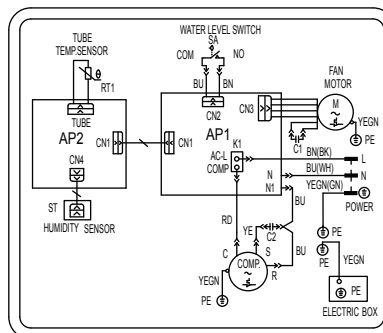 WATER LEVEL SWITCH
SA
COM NO
BU BN
TUBE
TEMP.SENSOR
θ
RT1
TUBE
AP2
CN1
CN4
ST
HUMIDITY SENSOR
CN2
CN3
AP1
CN1
K1
AC-L
COMP
N
N1
FAN
MOTOR
M
YEGN
PE
C1
BN(BK) L
BU(WH) N
YEGN(GN)
POWER
BU
RD
YE
C2
C S
COMP.
R
BU
YEGN
PE
PE
PE
YEGN
PE
ELECTRIC BOX